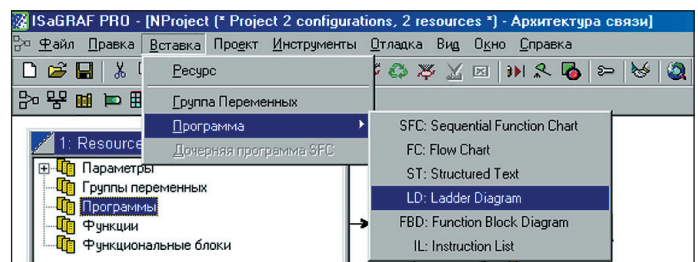 ISaGRAF PRO - [NProject (* Project 2 configurations, 2 resources *) - Архитектура связи]
Файл Правка Вставка Проект Инструменты Отладка Вид Окно Справка
Ресурс
Группа Переменных
Программа
Дочерняя программа SFC
SFC: Sequential Function Chart
FC: Flow Chart
ST: Structured Text
LD: Ladder Diagram
FBD: Function Block Diagram
IL: Instruction List
1: Resource
Параметры
Группы переменных
Программы
Функции
Функциональные блоки